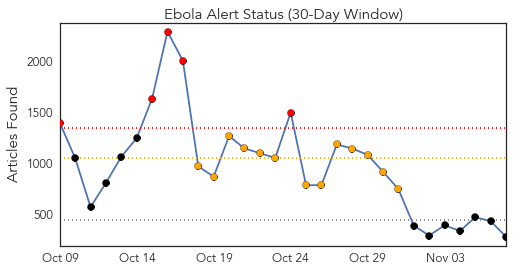 Ebola Alert Status (30-Day Window)
Articles Found
2000
1500
1000
500
Oct 09 Oct 14 Oct 19 Oct 24 Oct 29 Nov 03